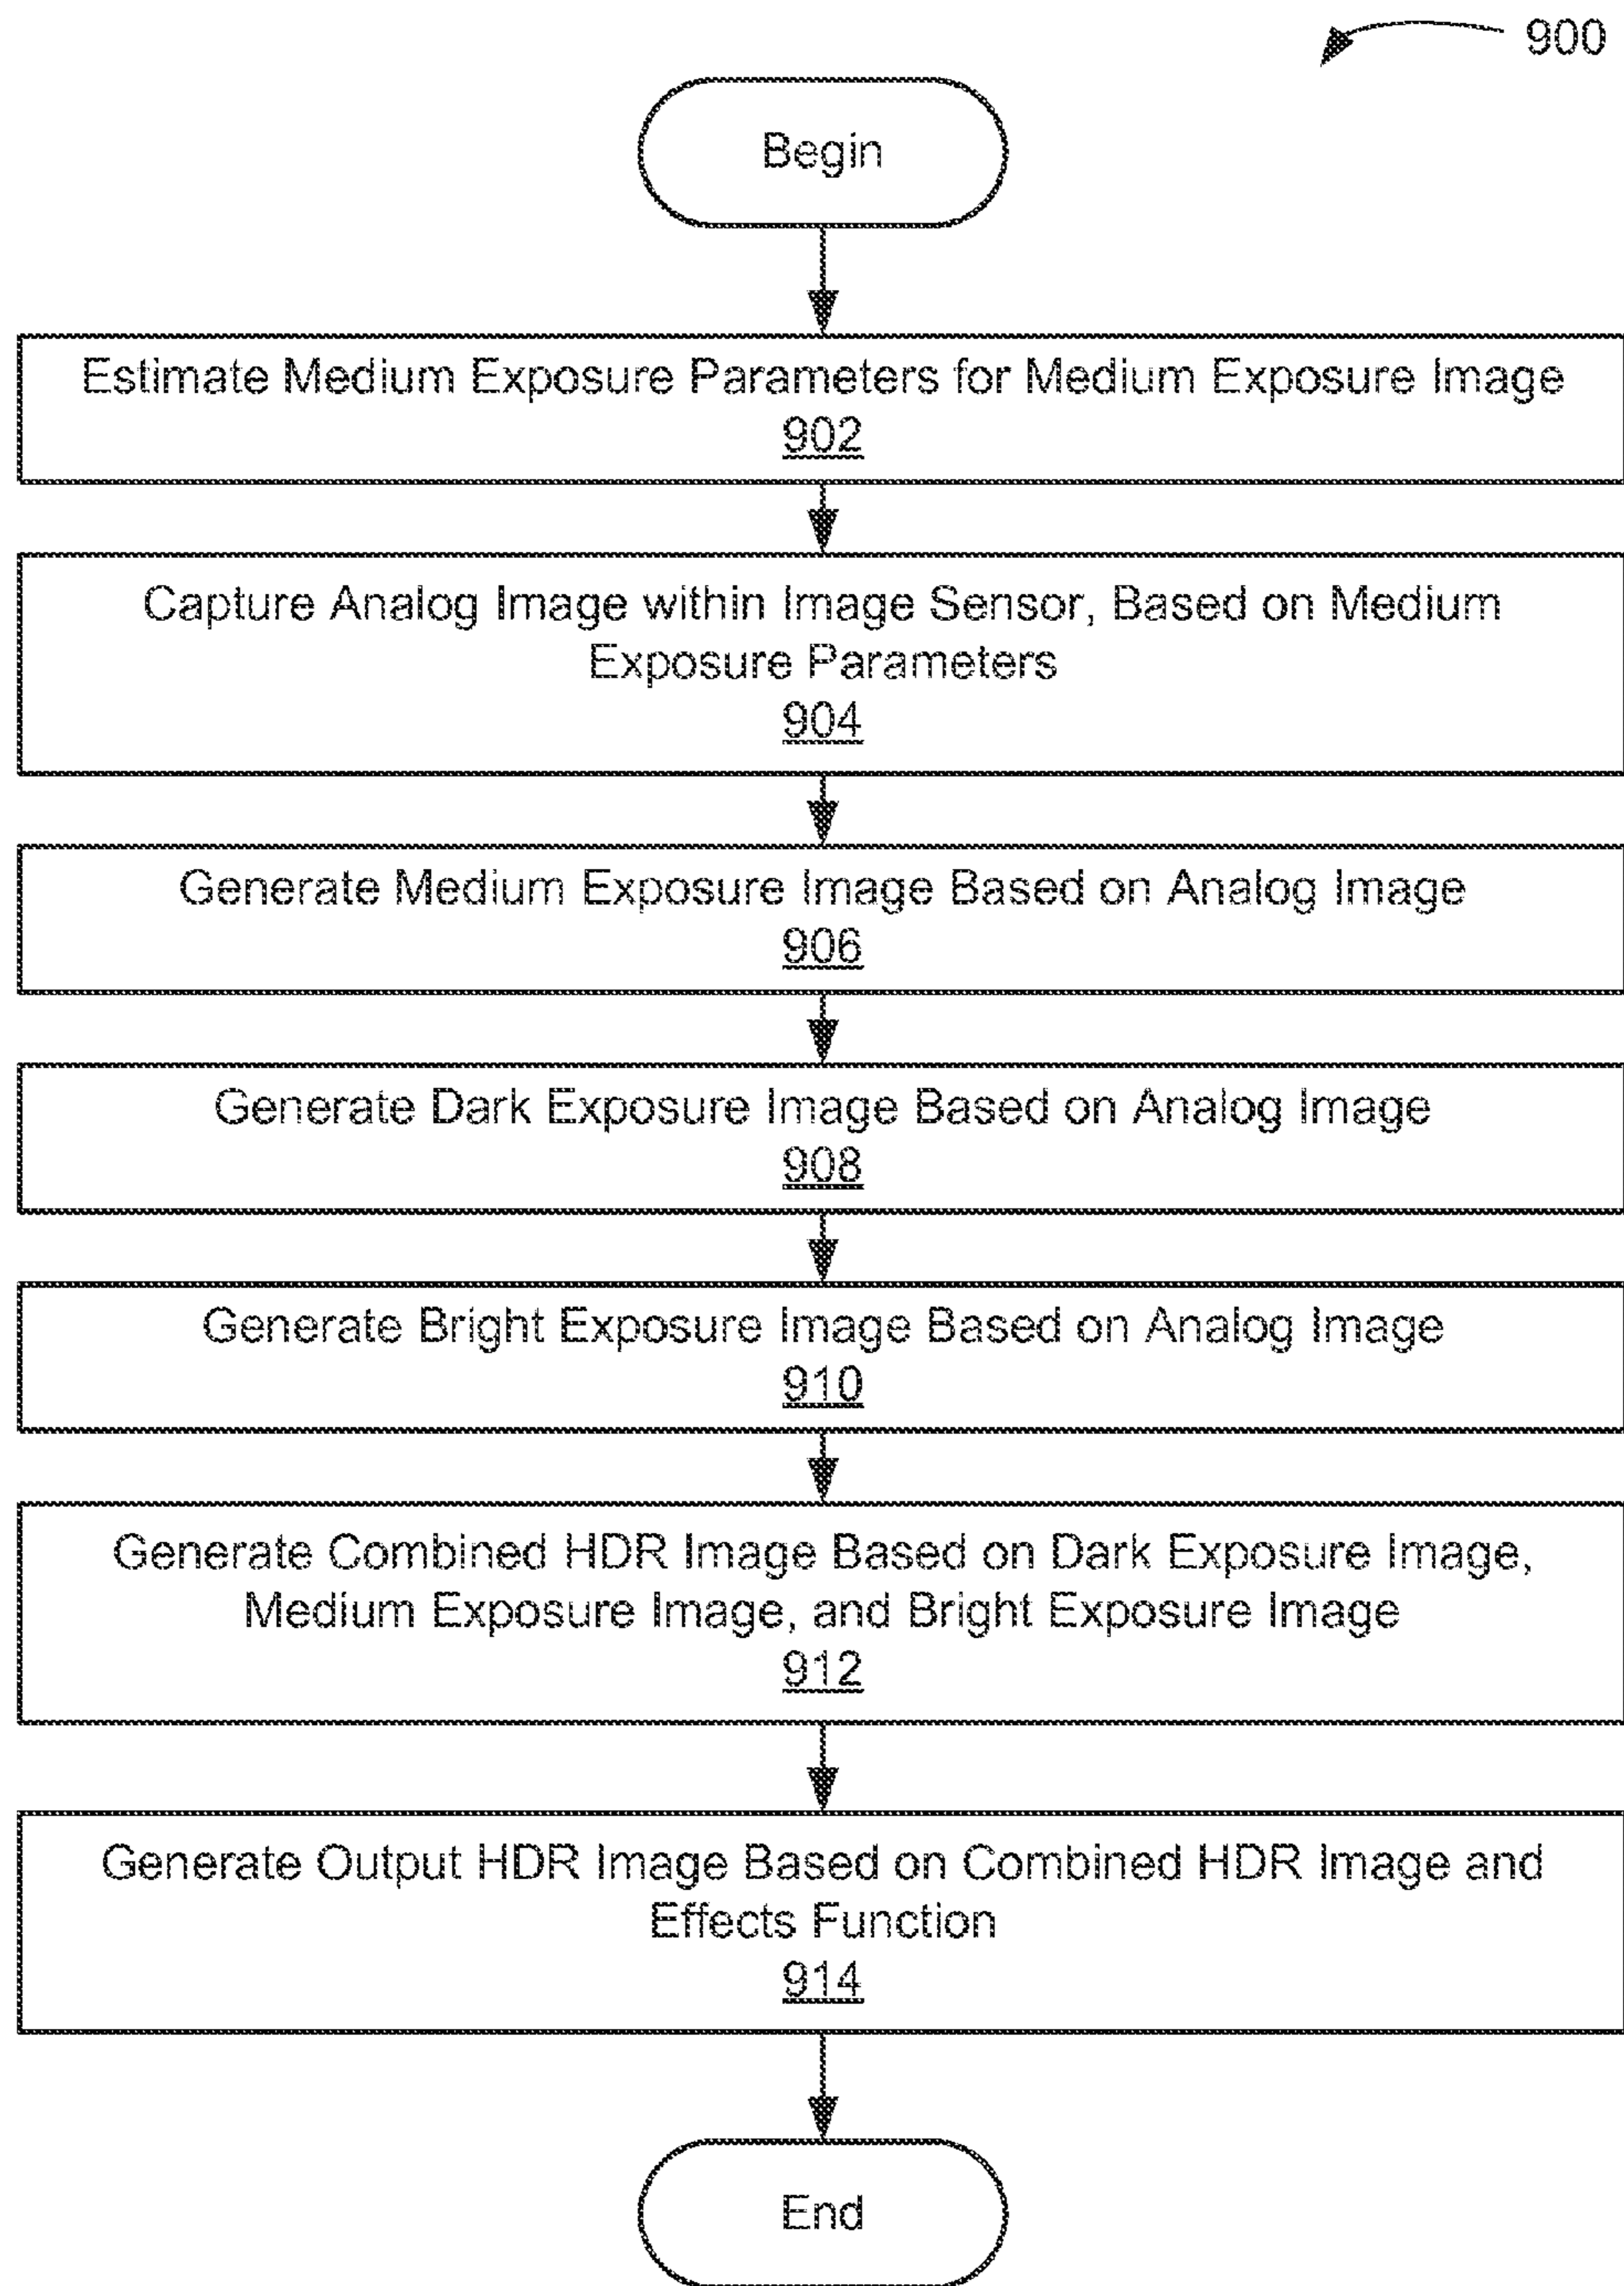 900
Begin
Estimate Medium Exposure Parameters for Medium Exposure Image
902
Capture Analog Image within Image Sensor, Based on Medium
Exposure Parameters
904
Generate Medium Exposure Image Based on Analog Image
906
Generate Dark Exposure Image Based on Analog Image
908
Generate Bright Exposure Image Based on Analog Image
910
Generate Combined HDR Image Based on Dark Exposure Image,
Medium Exposure Image, and Bright Exposure Image
912
Generate Output HDR Image Based on Combined HDR Image and
Effects Function
914
End